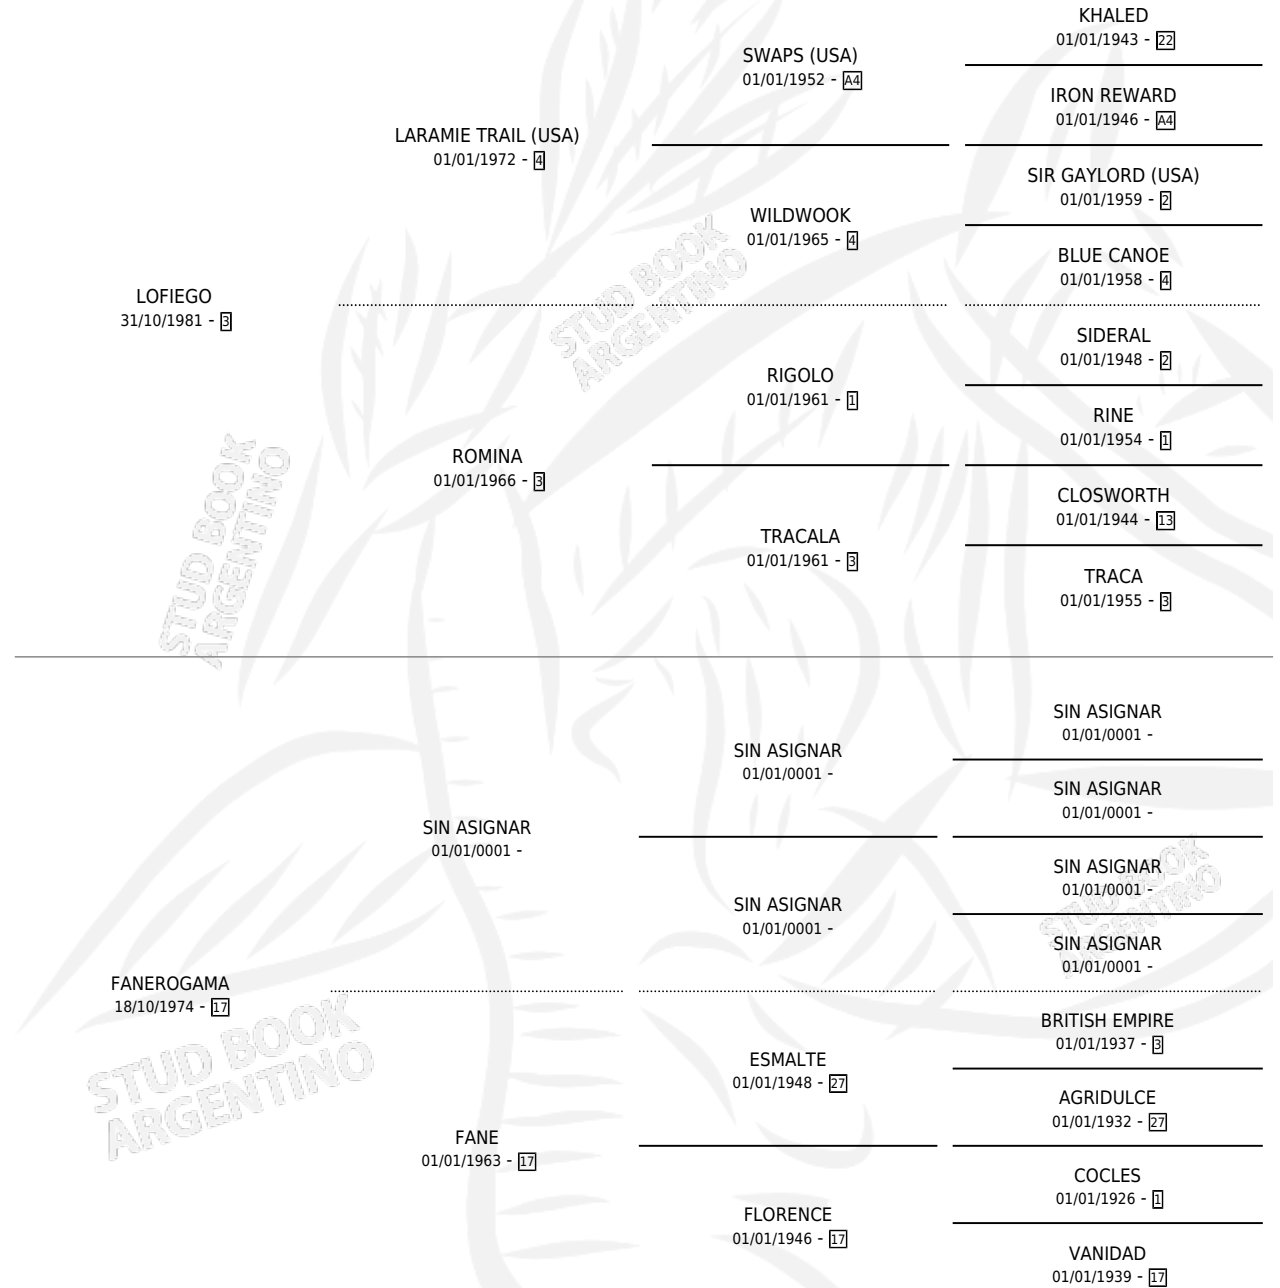 KHALED
01/01/1943 - 22
SWAPS (USA)
01/01/1952 - A4
IRON REWARD
01/01/1946 - A4
LARAMIE TRAIL (USA)
01/01/1972 - 4
SIR GAYLORD (USA)
01/01/1959 - 2
WILDWOOK
01/01/1965 - 4
BLUE CANOE
01/01/1958 - 4
LOFIEGO
31/10/1981 - 3
SIDERAL
01/01/1948 - 2
RIGOLO
01/01/1961 - 1
RINE
01/01/1954 - 1
ROMINA
01/01/1966 - 3
CLOSWORTH
01/01/1944 - 13
TRACALA
01/01/1961 - 3
TRACA
01/01/1955 - 3
SIN ASIGNAR
01/01/0001 -
SIN ASIGNAR
01/01/0001 -
SIN ASIGNAR
01/01/0001 -
SIN ASIGNAR
01/01/0001 -
SIN ASIGNAR
01/01/0001 -
SIN ASIGNAR
01/01/0001 -
SIN ASIGNAR
01/01/0001 -
FANEROGAMA
18/10/1974 - 17
BRITISH EMPIRE
01/01/1937 - 3
ESMALTE
01/01/1948 - 27
AGRIDULCE
01/01/1932 - 27
FANE
01/01/1963 - 17
COCLES
01/01/1926 - 1
FLORENCE
01/01/1946 - 17
VANIDAD
01/01/1939 - 17
STUD BOOK
ARGENTINO
STUD BOOK
ARGENTINO
STUD BOOK
ARGENTINO
STUD BOOK
ARGENTINO